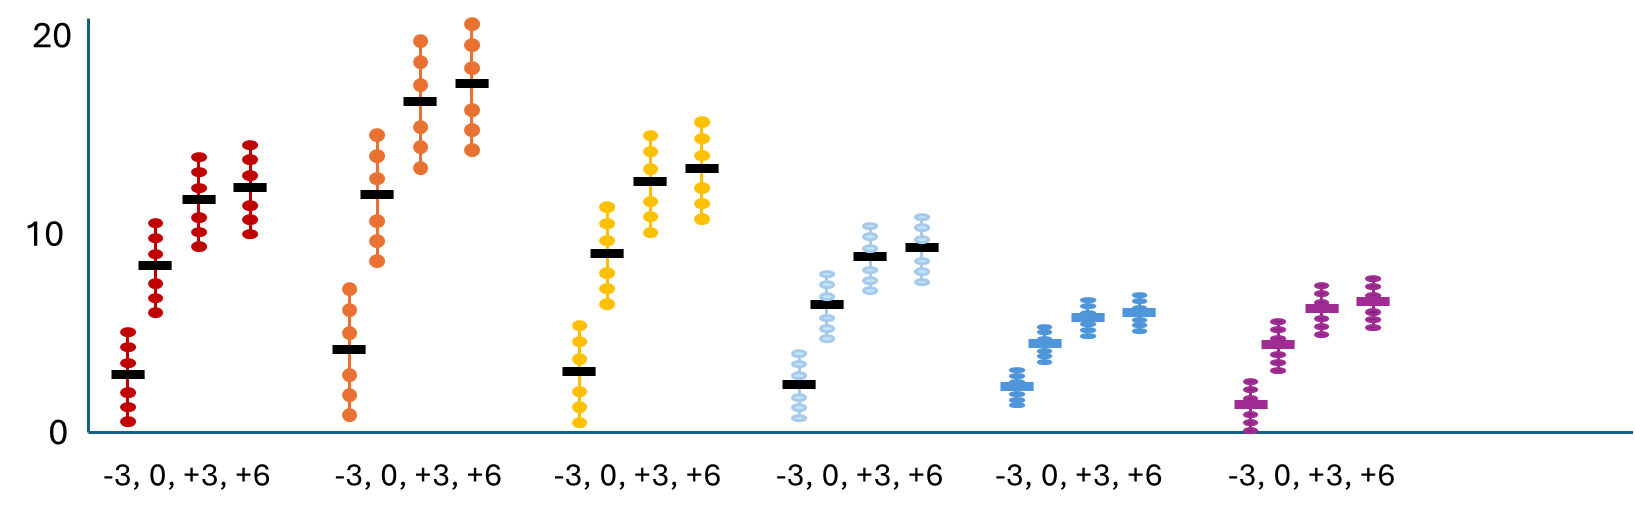 20
10
0
-3, 0, +3, +6
-3, 0, +3, +6
-3, 0, +3, +6
-3, 0, +3, +6
-3, 0, +3, +6
-3, 0, +3, +6